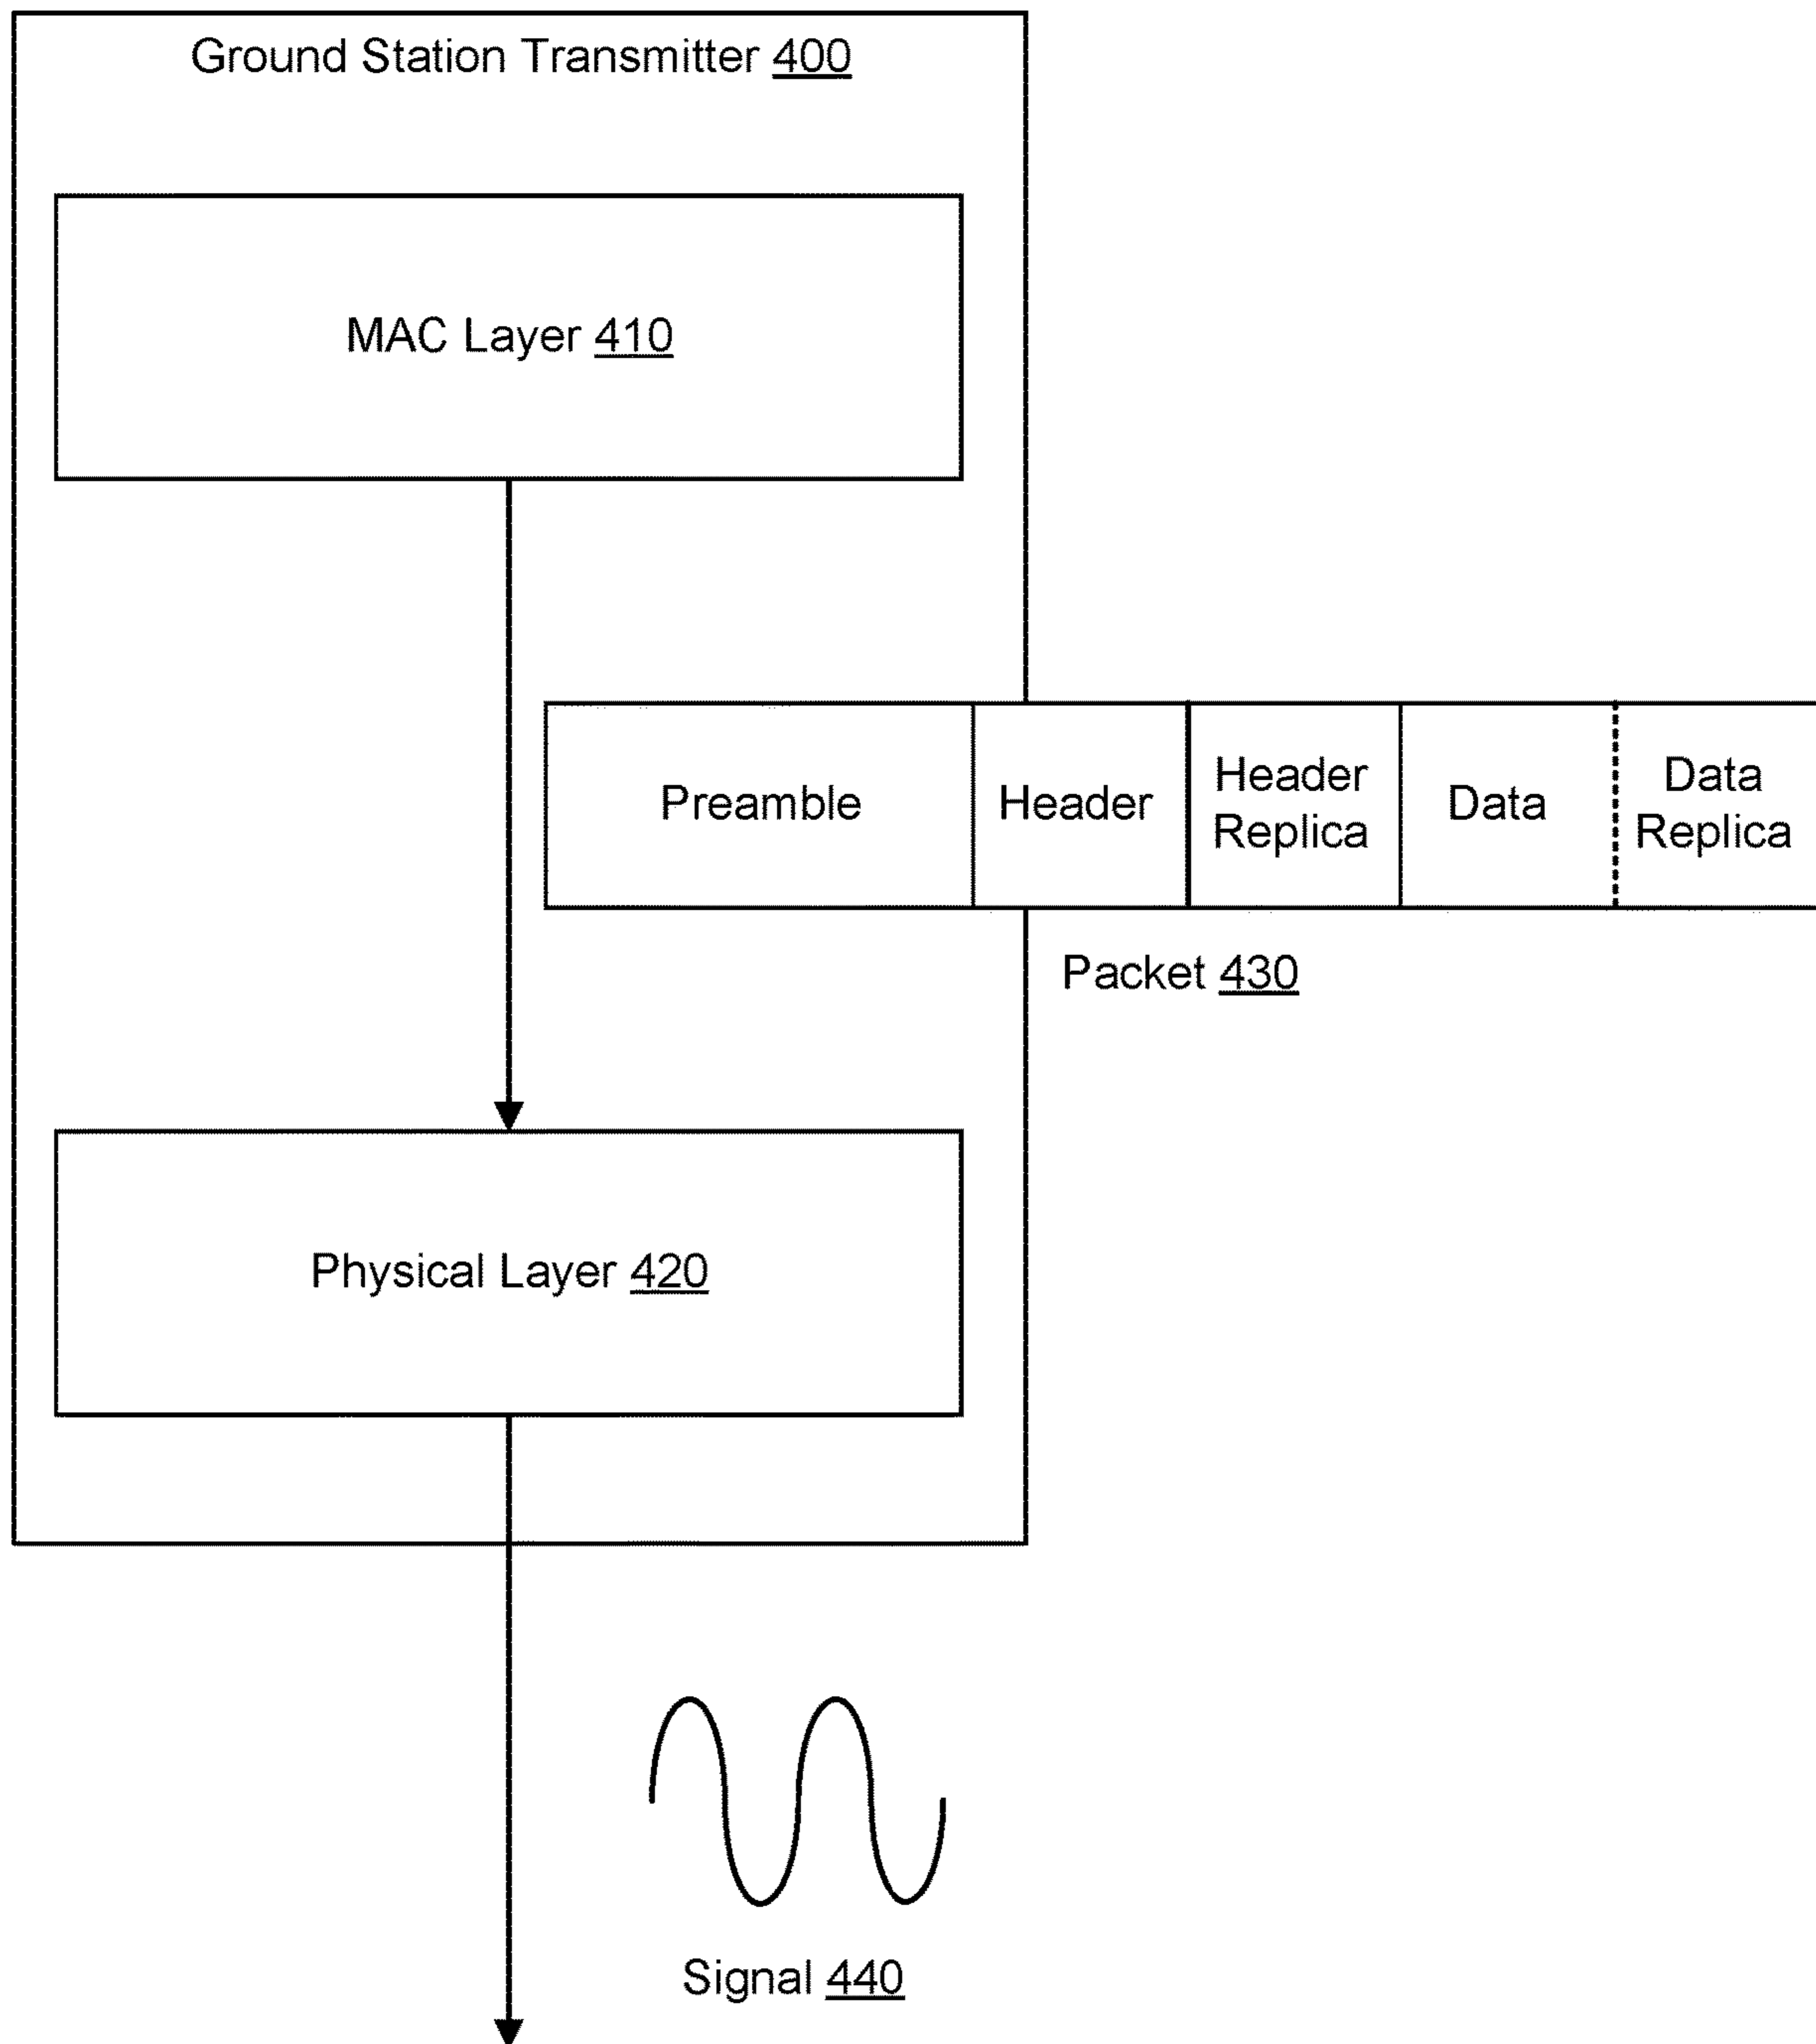 Ground Station Transmitter 400
MAC Layer 410
Preamble
Header
Header
Replica
Data
Data
Replica
Packet 430
Physical Layer 420
Signal 440